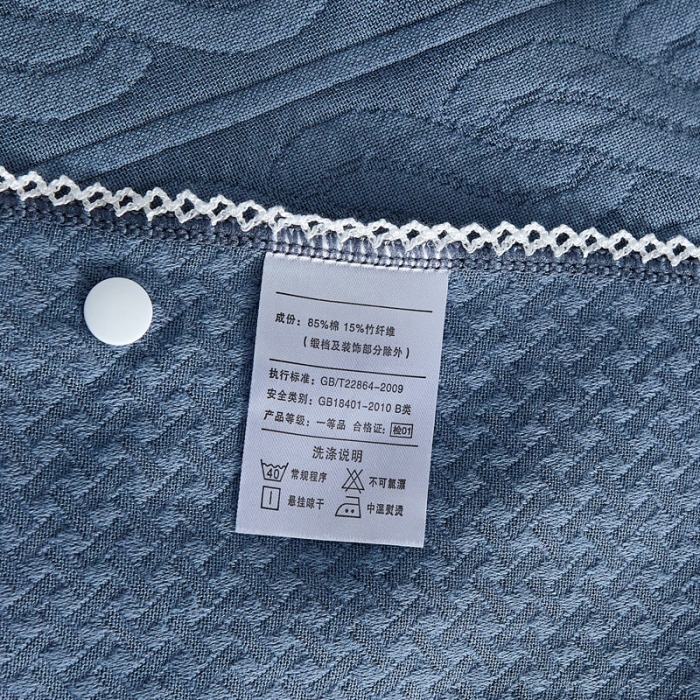 成份：85%棉 15%竹纤维
（缎档及装饰部分除外）
执行标准：GB/T22864-2009
安全类别：GB18401-2010 B类
产品等级：一等品 合格证：检01
洗涤说明
40 常规程序 不可氯漂
悬挂晾干 中温熨烫